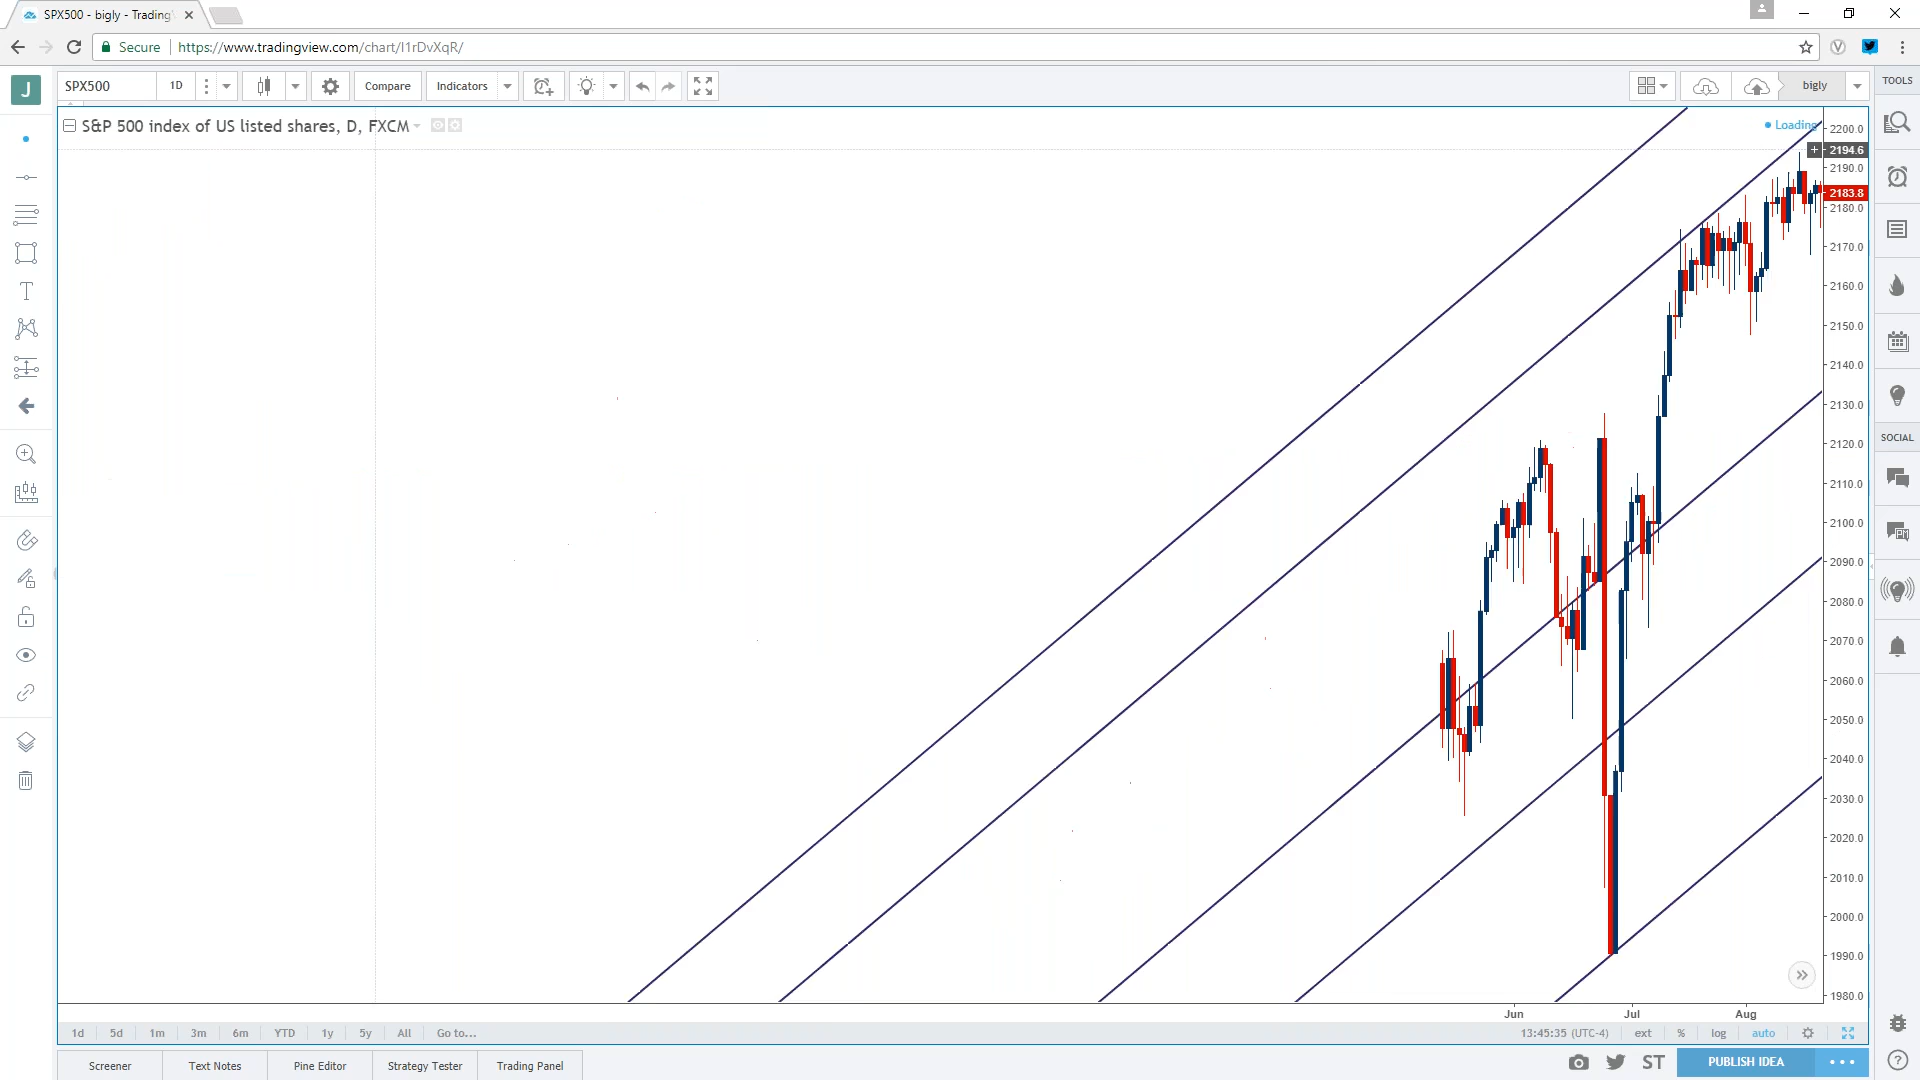 SPX500 - bigly - Trading
Secure https://www.tradingview.com/chart/I1rDvXqR/
J SPX500 1D Compare Indicators bigly TOOLS
S&P 500 index of US listed shares, D, FXCM
Loading
2200.0
2194.6
2190.0
2183.8
2180.0
2170.0
2160.0
2150.0
2140.0
2130.0
2120.0
2110.0
2100.0
2090.0
2080.0
2070.0
2060.0
2050.0
2040.0
2030.0
2020.0
2010.0
2000.0
1990.0
1980.0
SOCIAL
PM
Jun Jul Aug
1d 5d 1m 3m 6m YTD 1y 5y All Go to... 13:45:35 (UTC-4) ext % log auto
Screener Text Notes Pine Editor Strategy Tester Trading Panel ST PUBLISH IDEA